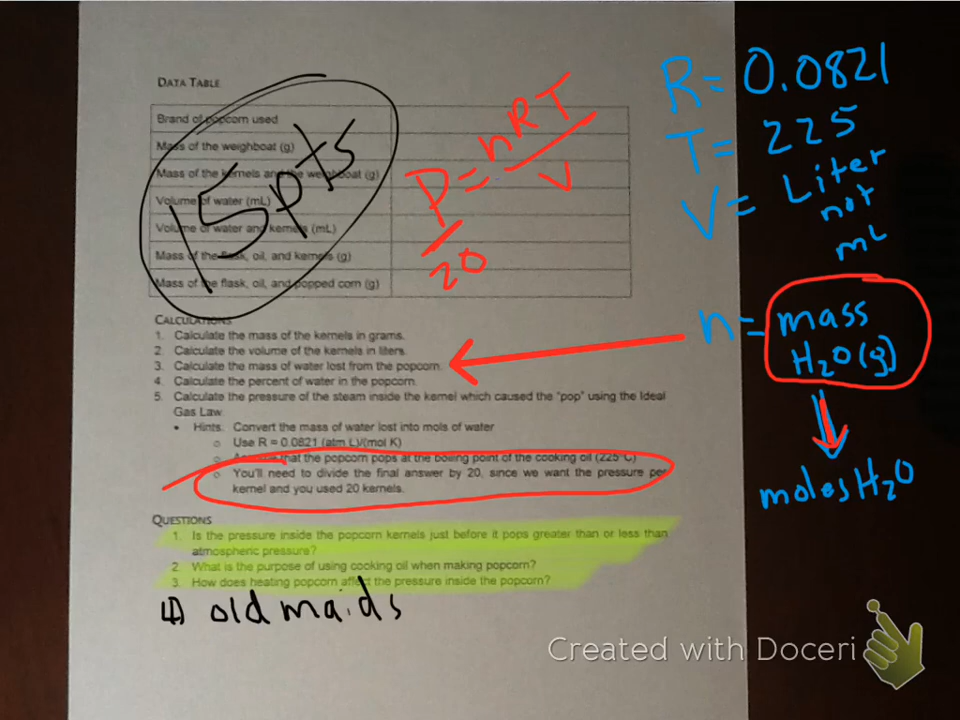 DATA TABLE
Brand of popcorn used
Mass of the weighboat (g)
Mass of the kernels and the weighboat (g)
Volume of water (mL)
Volume of water and kernels (mL)
Mass of the flask, oil, and kernels (g)
Mass of the flask, oil, and popped corn (g)
15pts
P = nRT
V
20
R = 0.0821
T = 225
V = Liter
not
mL
n = mass
H2O(g)
moles H2O
CALCULATIONS
1. Calculate the mass of the kernels in grams.
2. Calculate the volume of the kernels in liters.
3. Calculate the mass of water lost from the popcorn.
4. Calculate the percent of water in the popcorn.
5. Calculate the pressure of the steam inside the kernel which caused the "pop" using the Ideal
Gas Law.
• Hints: Convert the mass of water lost into mols of water
o Use R = 0.0821 (atm L)/(mol K)
o that the popcorn pops at the boiling point of the cooking oil (225°C)
o You'll need to divide the final answer by 20, since we want the pressure per
kernel and you used 20 kernels.
QUESTIONS
1. Is the pressure inside the popcorn kernels just before it pops greater than or less than
atmospheric pressure?
2. What is the purpose of using cooking oil when making popcorn?
3. How does heating popcorn affect the pressure inside the popcorn?
4) old maids
Created with Doceri